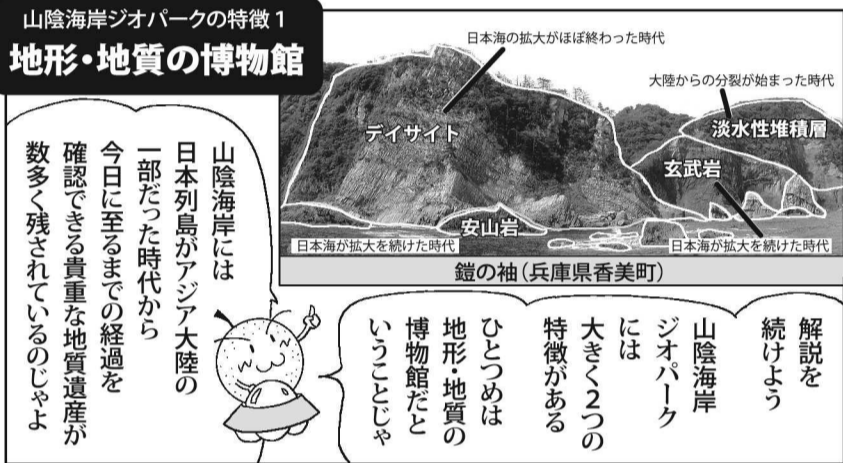 山陰海岸ジオパークの特徴1
地形・地質の博物館
日本海の拡大がほぼ終わった時代
大陸からの分裂が始まった時代
デイサイト
淡水性堆積層
玄武岩
安山岩
日本海が拡大を続けた時代
日本海が拡大を続けた時代
鎧の袖(兵庫県香美町)
解説を
続けよう
山陰海岸
ジオパーク
には
大きく2つの
特徴がある
ひとつめは
地形・地質の
博物館だと
いうことじゃ
山陰海岸には
日本列島がアジア大陸の
一部だった時代から
今日に至るまでの経過を
確認できる貴重な地質遺産が
数多く残されているのじゃよ